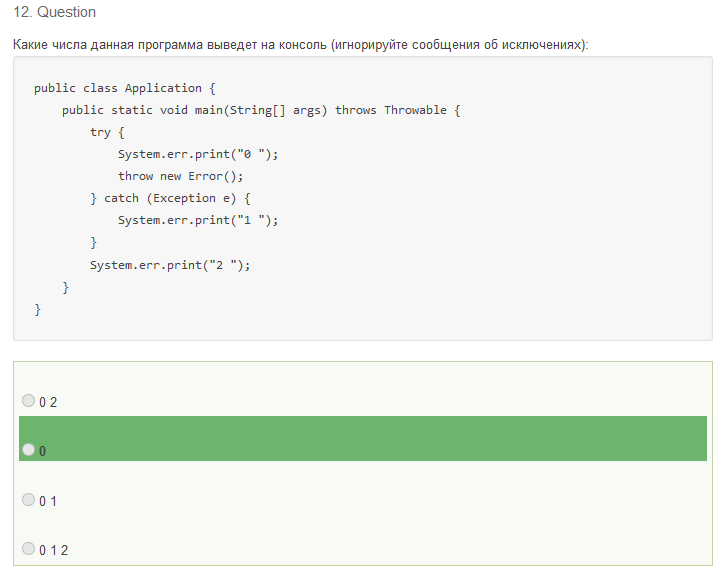 12. Question
Какие числа данная программа выведет на консоль (игнорируйте сообщения об исключениях):
public class Application {
    public static void main(String[] args) throws Throwable {
        try {
            System.err.print("0 ");
            throw new Error();
        } catch (Exception e) {
            System.err.print("1 ");
        }
        System.err.print("2 ");
    }
}
0 2
0
0 1
0 1 2